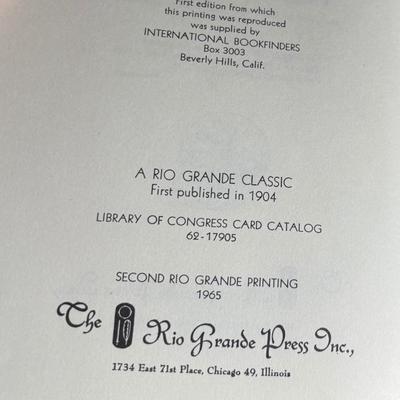 First edition from which
this printing was reproduced
was supplied by
INTERNATIONAL BOOKFINDERS
Box 3003
Beverly Hills, Calif.
A RIO GRANDE CLASSIC
First published in 1904
LIBRARY OF CONGRESS CARD CATALOG
62-17905
SECOND RIO GRANDE PRINTING
1965
The Rio Grande Press Inc.,
1734 East 71st Place, Chicago 49, Illinois